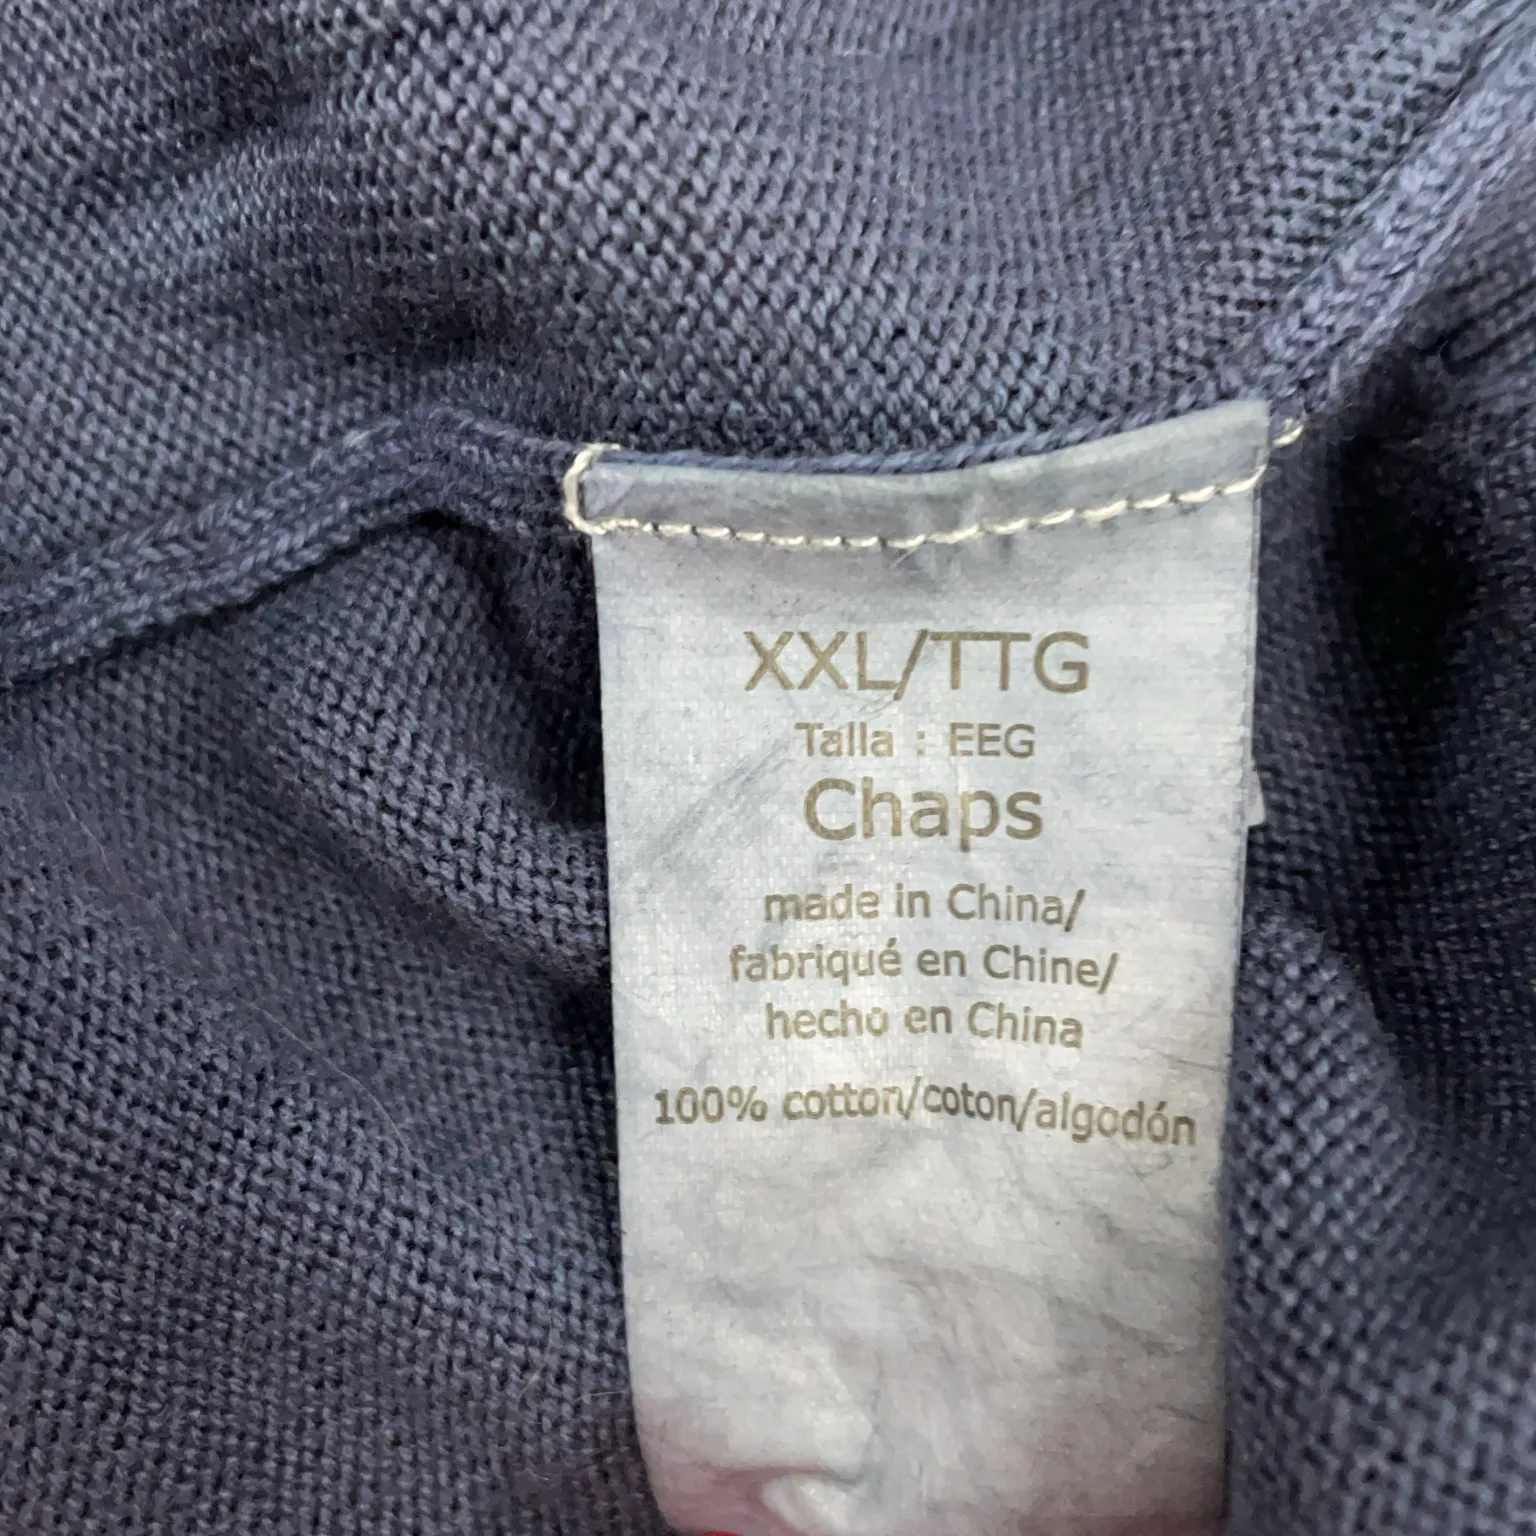 XXL/TTG
Talla : EEG
Chaps
made in China/
fabriqué en Chine/
hecho en China
100% cotton/coton/algodón